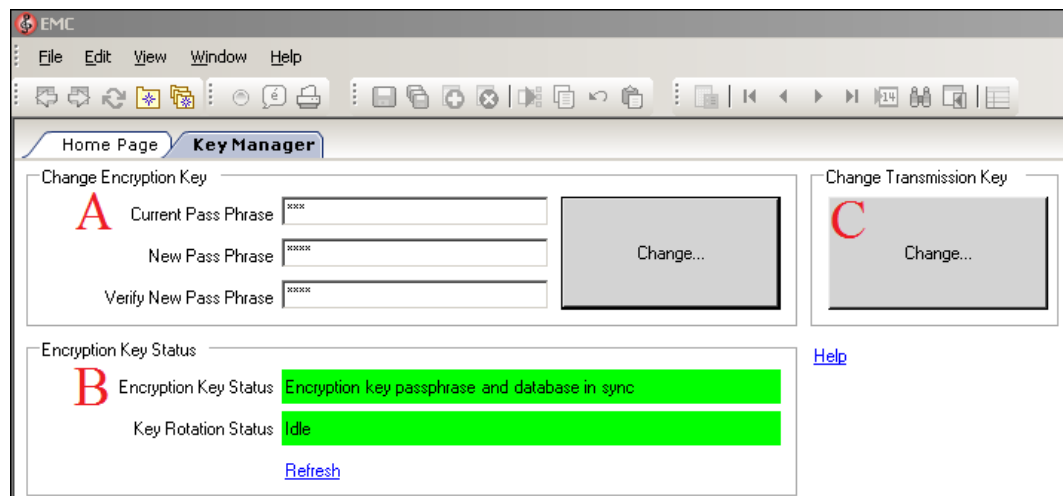 EMC
File Edit View Window Help
14
Home Page Key Manager
Change Encryption Key
Change Transmission Key
A
Current Pass Phrase ***
New Pass Phrase ****
Verify New Pass Phrase ****
Change...
C
Change...
Encryption Key Status
Help
B
Encryption Key Status Encryption key passphrase and database in sync
Key Rotation Status Idle
Refresh